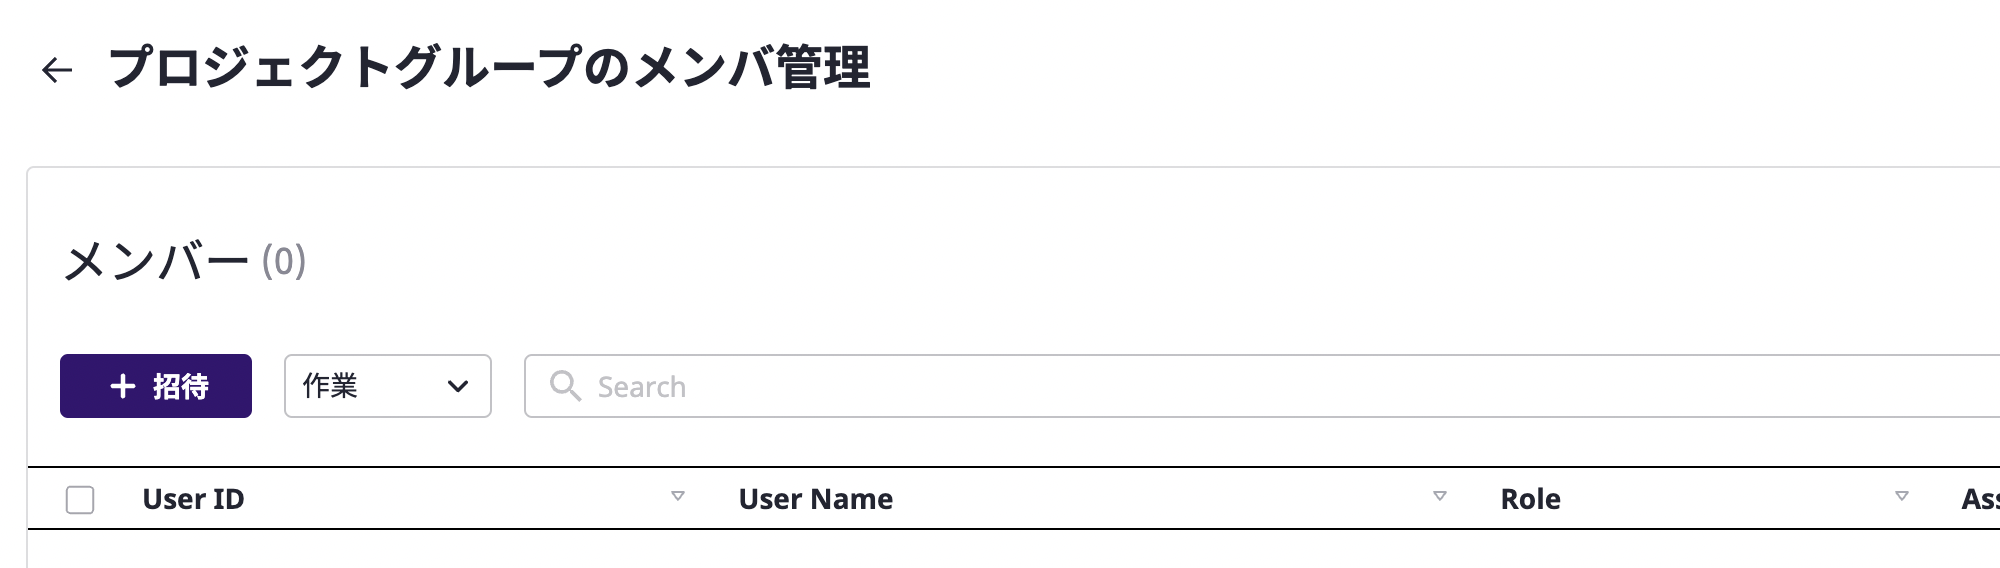 プロジェクトグループのメンバ管理
メンバー (0)
招待 作業 Search
User ID User Name Role